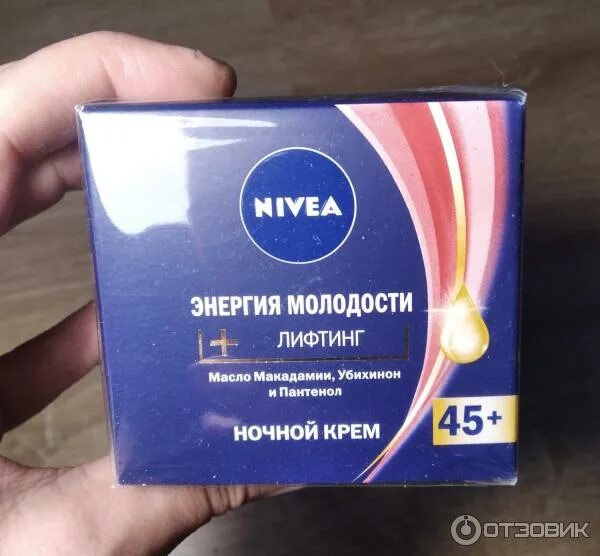 NIVEA
ЭНЕРГИЯ МОЛОДОСТИ
+ ЛИФТИНГ
Масло Макадамии, Убихинон
и Пантенол
НОЧНОЙ КРЕМ
45+
ОТЗОВИК